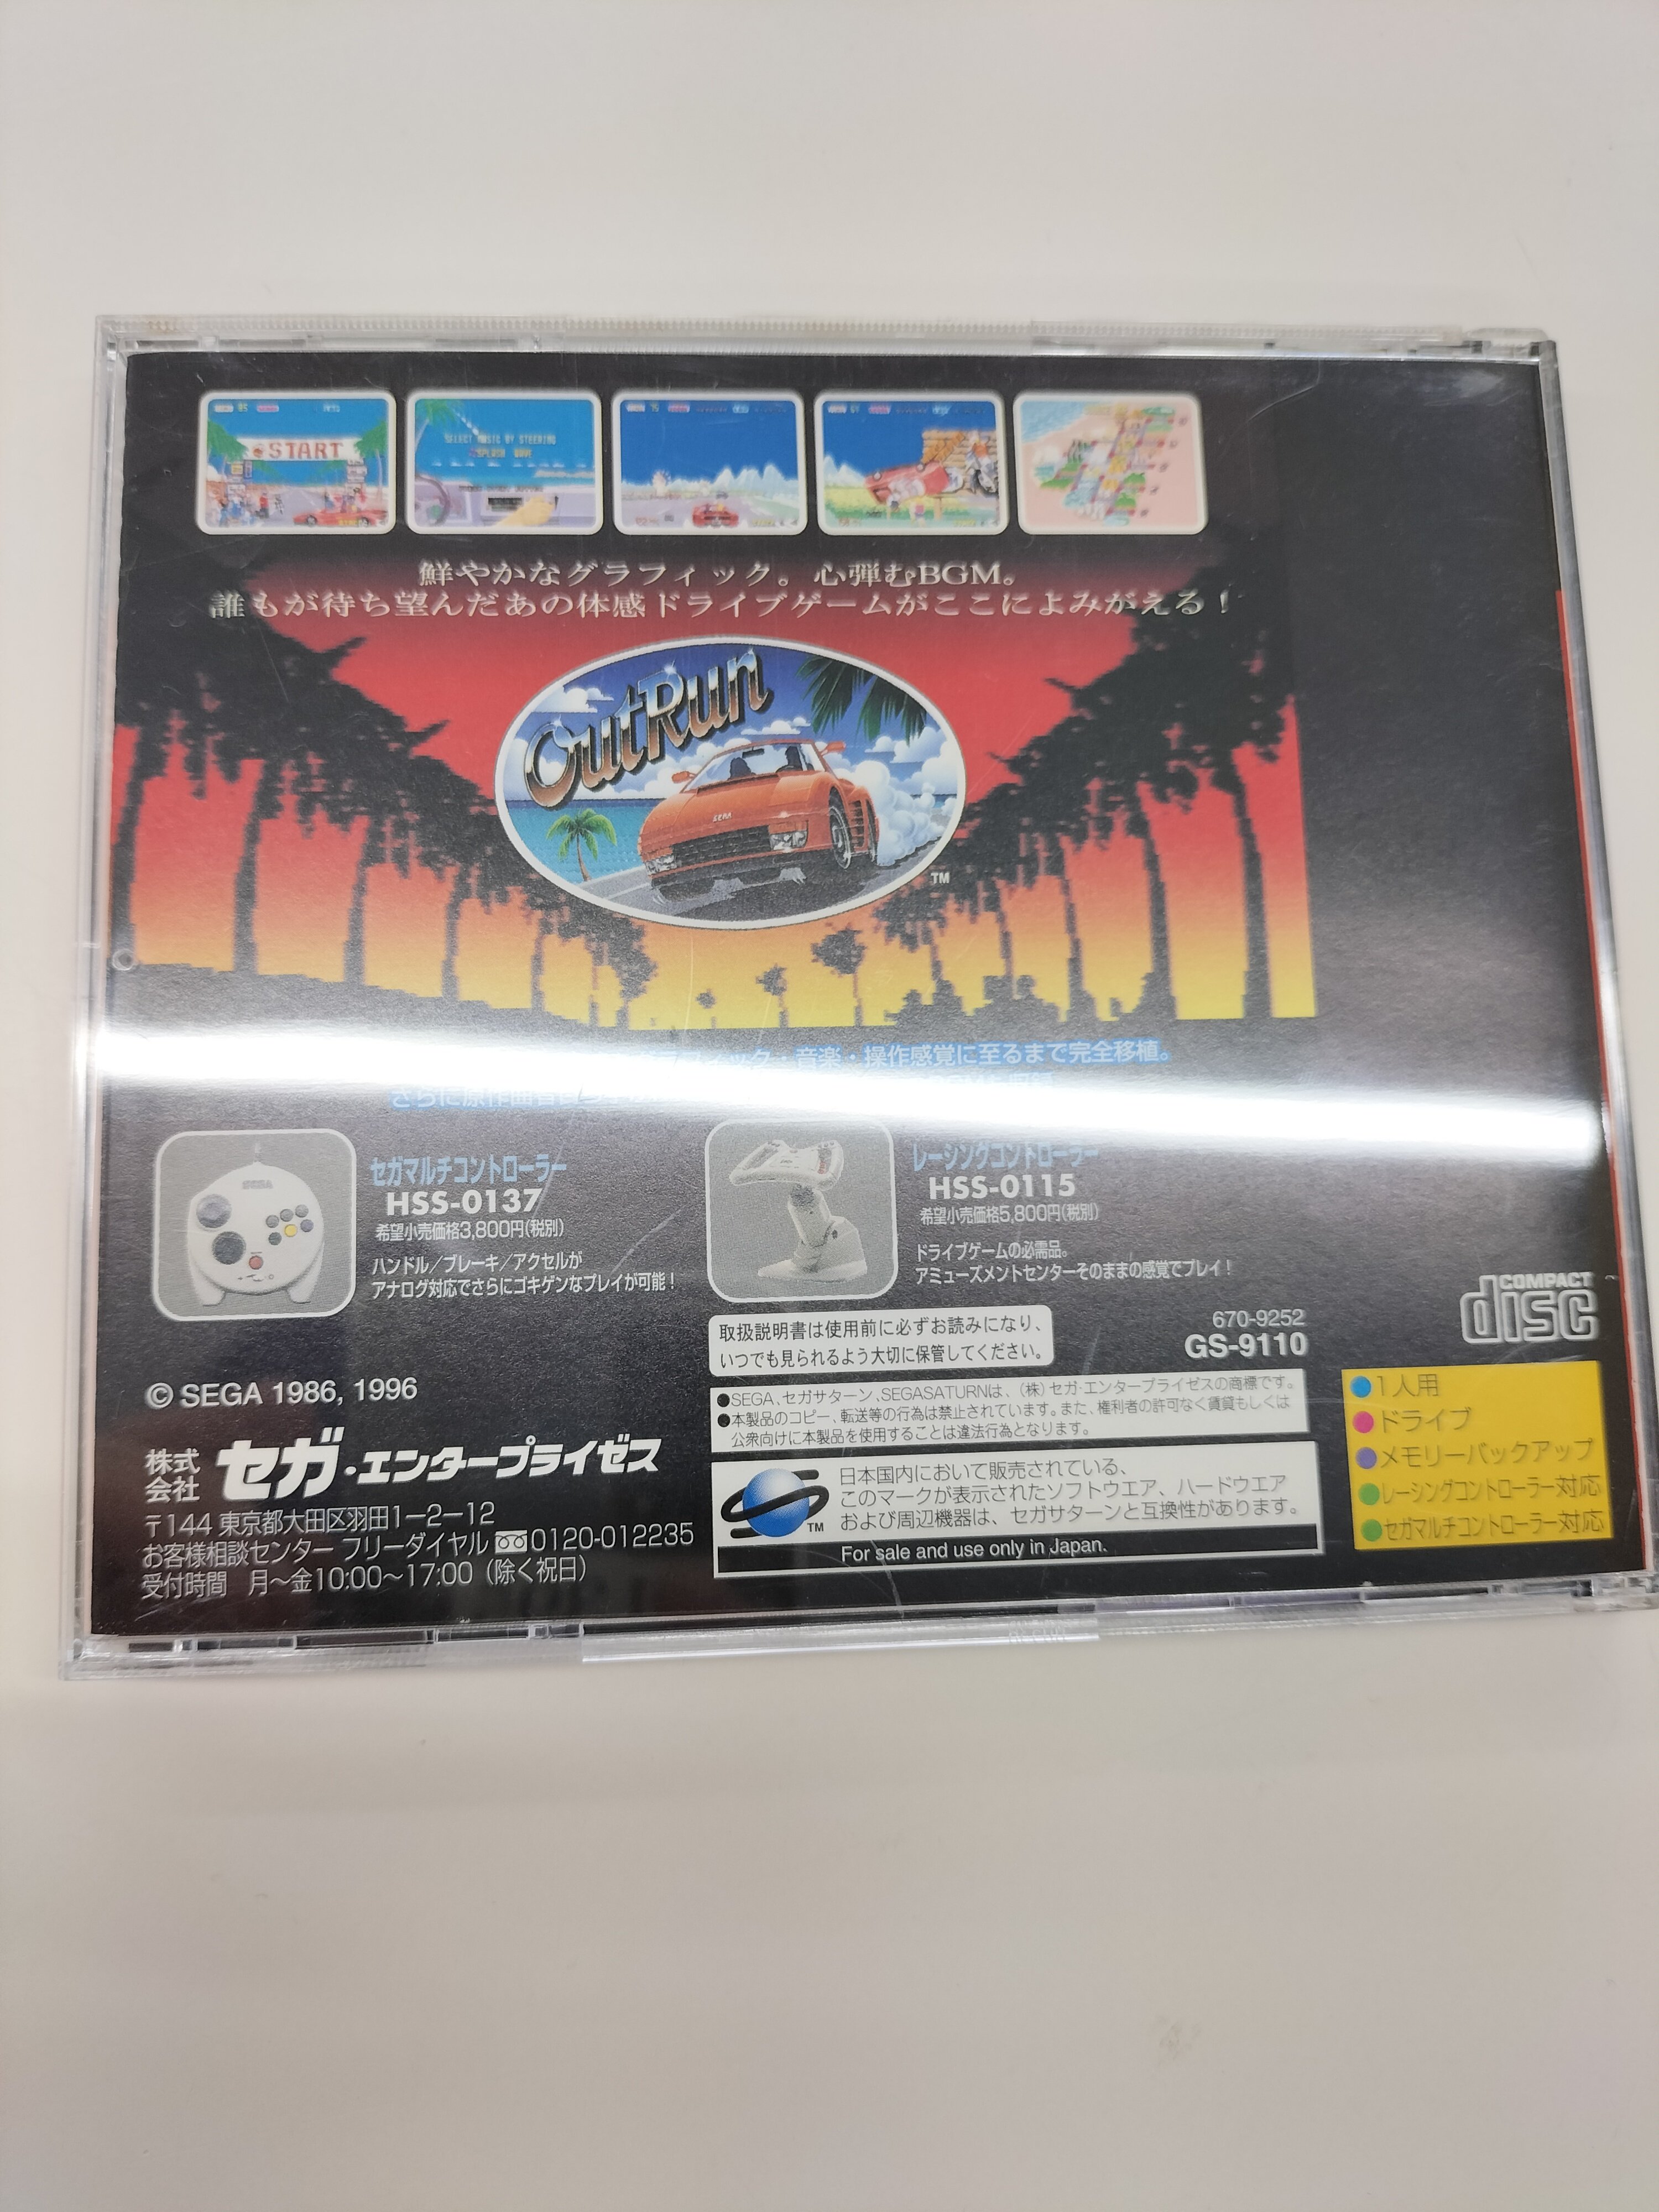 START
SELECT MUSIC BY STEERING
SPLASH WAVE
鮮やかなグラフィック。心弾むBGM。
誰もが待ち望んだあの体感ドライブゲームがここによみがえる!
OutRun
SEGA
TM
グラフィック・音楽・操作感覚に至るまで完全移植。
さらに原作曲者
セガマルチコントローラー
HSS-0137
希望小売価格3,800円(税別)
ハンドル/ブレーキ/アクセルが
アナログ対応でさらにゴキゲンなプレイが可能!
SEGA
レーシングコントローラー
HSS-0115
希望小売価格5,800円(税別)
ドライブゲームの必需品。
アミューズメントセンターそのままの感覚でプレイ!
取扱説明書は使用前に必ずお読みになり、
いつでも見られるよう大切に保管してください。
670-9252
GS-9110
COMPACT
disc
© SEGA 1986, 1996
株式会社 セガ・エンタープライゼス
〒144 東京都大田区羽田1-2-12
お客様相談センター フリーダイヤル 0120-012235
受付時間 月~金10:00~17:00(除く祝日)
●SEGA、セガサターン、SEGASATURNは、(株)セガ・エンタープライゼスの商標です。
●本製品のコピー、転送等の行為は禁止されています。また、権利者の許可なく賃貸もしくは
公衆向けに本製品を使用することは違法行為となります。
日本国内において販売されている、
このマークが表示されたソフトウエア、ハードウエア
および周辺機器は、セガサターンと互換性があります。
TM
For sale and use only in Japan.
●1人用
●ドライブ
●メモリーバックアップ
●レーシングコントローラー対応
●セガマルチコントローラー対応